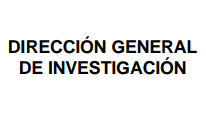 DIRECCIÓN GENERAL
DE INVESTIGACIÓN